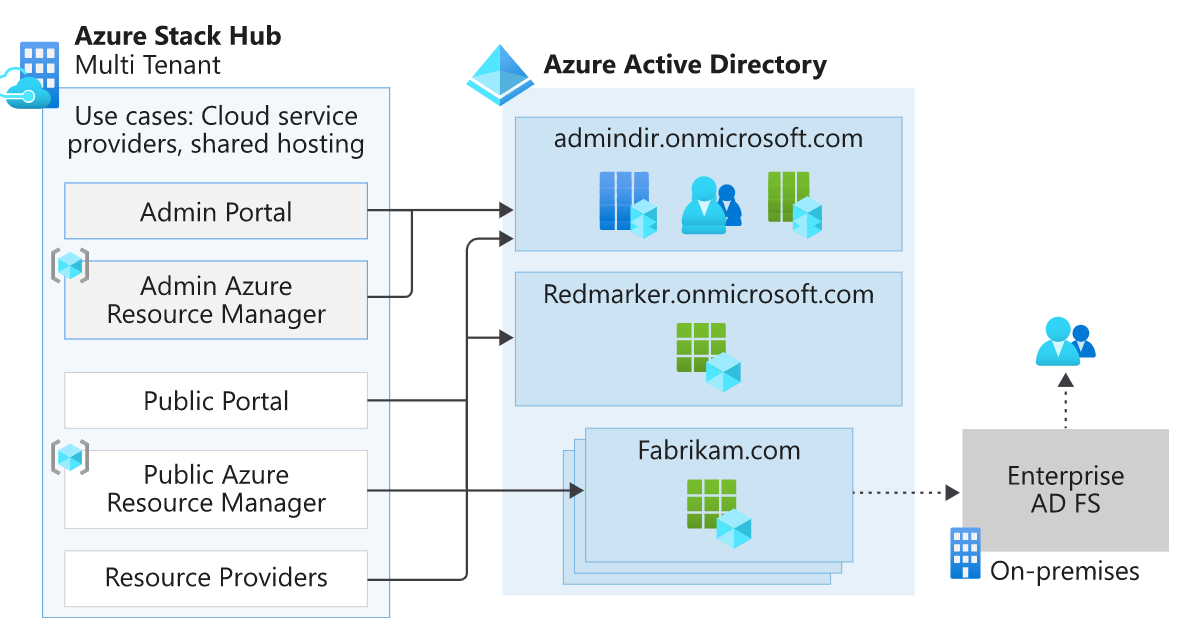 Azure Stack Hub
Multi Tenant
Use cases: Cloud service
providers, shared hosting
Admin Portal
Admin Azure
Resource Manager
Public Portal
Public Azure
Resource Manager
Resource Providers
Azure Active Directory
admindir.onmicrosoft.com
Redmarker.onmicrosoft.com
Fabrikam.com
Enterprise
AD FS
On-premises